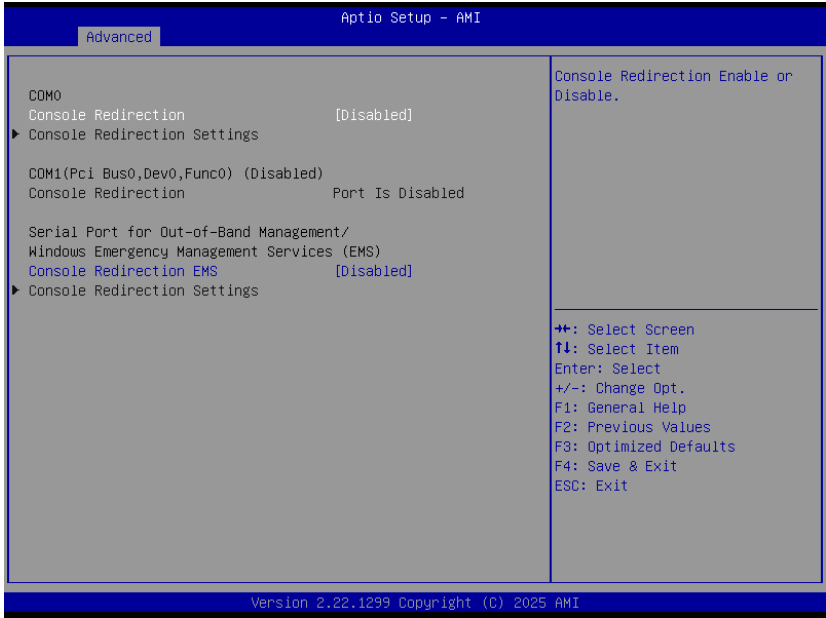 Aptio Setup – AMI
Advanced
COM0
Console Redirection [Disabled]
▶ Console Redirection Settings
COM1(Pci Bus0,Dev0,Func0) (Disabled)
Console Redirection Port Is Disabled
Serial Port for Out-of-Band Management/
Windows Emergency Management Services (EMS)
Console Redirection EMS [Disabled]
▶ Console Redirection Settings
Console Redirection Enable or
Disable.
→←: Select Screen
↑↓: Select Item
Enter: Select
+/-: Change Opt.
F1: General Help
F2: Previous Values
F3: Optimized Defaults
F4: Save & Exit
ESC: Exit
Version 2.22.1299 Copyright (C) 2025 AMI